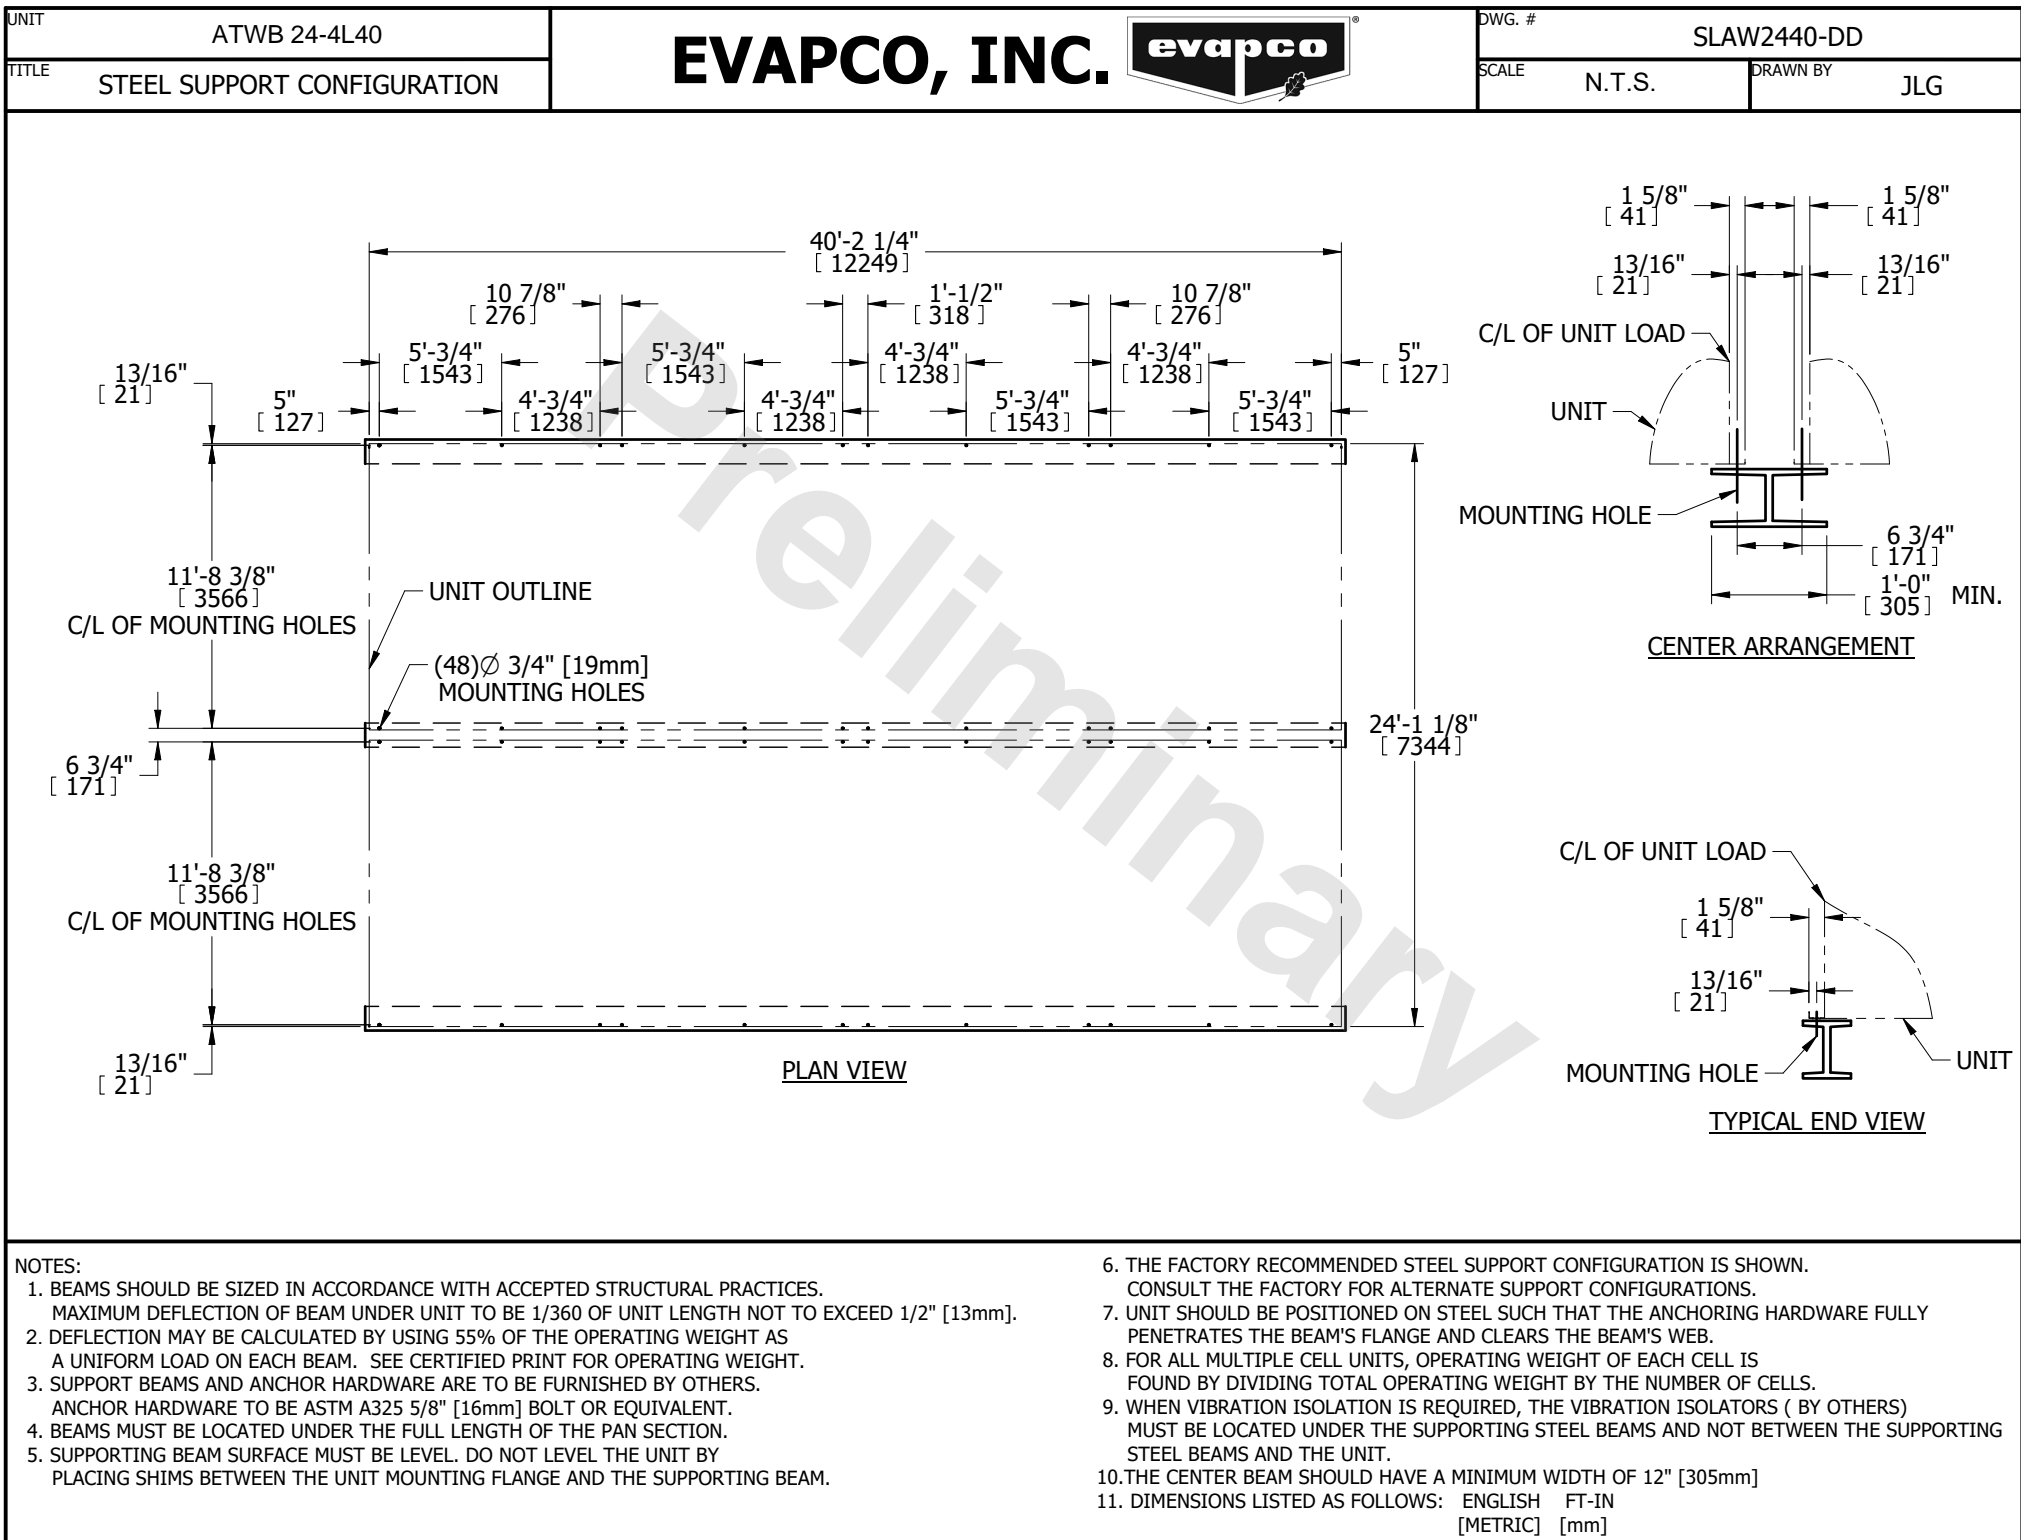 UNIT
ATWB 24-4L40
TITLE
STEEL SUPPORT CONFIGURATION
EVAPCO, INC.
evapco
®
DWG. #
SLAW2440-DD
SCALE
N.T.S.
DRAWN BY
JLG
40'-2 1/4"
[ 12249]
10 7/8"
[ 276]
1'-1/2"
[ 318 ]
10 7/8"
[ 276]
5'-3/4"
[ 1543]
5'-3/4"
[ 1543]
4'-3/4"
[ 1238]
4'-3/4"
[ 1238]
5"
[ 127]
13/16"
[ 21]
5"
[ 127]
4'-3/4"
[ 1238]
4'-3/4"
[ 1238]
5'-3/4"
[ 1543]
5'-3/4"
[ 1543]
11'-8 3/8"
[ 3566]
C/L OF MOUNTING HOLES
UNIT OUTLINE
(48)∅ 3/4" [19mm]
MOUNTING HOLES
6 3/4"
[ 171]
24'-1 1/8"
[ 7344]
11'-8 3/8"
[ 3566]
C/L OF MOUNTING HOLES
13/16"
[ 21]
PLAN VIEW
Preliminary
1 5/8"
[ 41]
1 5/8"
[ 41]
13/16"
[ 21]
13/16"
[ 21]
C/L OF UNIT LOAD
UNIT
MOUNTING HOLE
6 3/4"
[ 171]
1'-0"
[ 305]
MIN.
CENTER ARRANGEMENT
C/L OF UNIT LOAD
1 5/8"
[ 41]
13/16"
[ 21]
MOUNTING HOLE
UNIT
TYPICAL END VIEW
NOTES:
1. BEAMS SHOULD BE SIZED IN ACCORDANCE WITH ACCEPTED STRUCTURAL PRACTICES.
MAXIMUM DEFLECTION OF BEAM UNDER UNIT TO BE 1/360 OF UNIT LENGTH NOT TO EXCEED 1/2" [13mm].
2. DEFLECTION MAY BE CALCULATED BY USING 55% OF THE OPERATING WEIGHT AS
A UNIFORM LOAD ON EACH BEAM. SEE CERTIFIED PRINT FOR OPERATING WEIGHT.
3. SUPPORT BEAMS AND ANCHOR HARDWARE ARE TO BE FURNISHED BY OTHERS.
ANCHOR HARDWARE TO BE ASTM A325 5/8" [16mm] BOLT OR EQUIVALENT.
4. BEAMS MUST BE LOCATED UNDER THE FULL LENGTH OF THE PAN SECTION.
5. SUPPORTING BEAM SURFACE MUST BE LEVEL. DO NOT LEVEL THE UNIT BY
PLACING SHIMS BETWEEN THE UNIT MOUNTING FLANGE AND THE SUPPORTING BEAM.
6. THE FACTORY RECOMMENDED STEEL SUPPORT CONFIGURATION IS SHOWN.
CONSULT THE FACTORY FOR ALTERNATE SUPPORT CONFIGURATIONS.
7. UNIT SHOULD BE POSITIONED ON STEEL SUCH THAT THE ANCHORING HARDWARE FULLY
PENETRATES THE BEAM'S FLANGE AND CLEARS THE BEAM'S WEB.
8. FOR ALL MULTIPLE CELL UNITS, OPERATING WEIGHT OF EACH CELL IS
FOUND BY DIVIDING TOTAL OPERATING WEIGHT BY THE NUMBER OF CELLS.
9. WHEN VIBRATION ISOLATION IS REQUIRED, THE VIBRATION ISOLATORS ( BY OTHERS)
MUST BE LOCATED UNDER THE SUPPORTING STEEL BEAMS AND NOT BETWEEN THE SUPPORTING
STEEL BEAMS AND THE UNIT.
10.THE CENTER BEAM SHOULD HAVE A MINIMUM WIDTH OF 12" [305mm]
11. DIMENSIONS LISTED AS FOLLOWS: ENGLISH FT-IN
[METRIC] [mm]